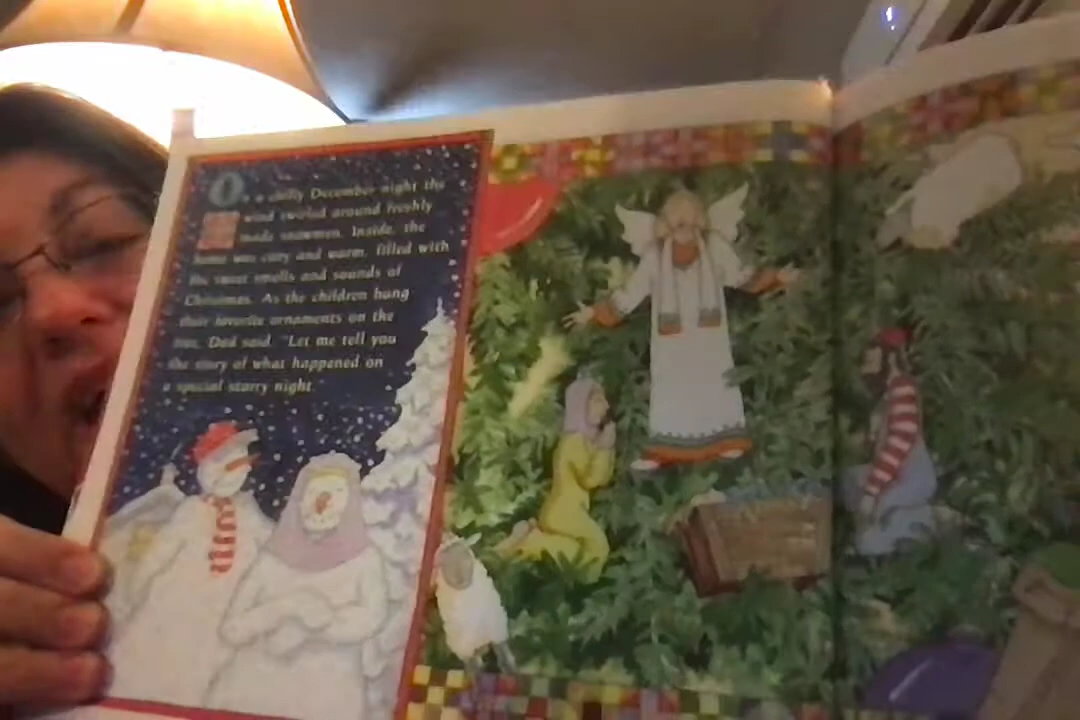 On a chilly December night the
wind swirled around freshly
made snowmen. Inside, the
home was cozy and warm, filled with
the sweet smells and sounds of
Christmas. As the children hung
their favorite ornaments on the
tree, Dad said, "Let me tell you
the story of what happened on
a special starry night.